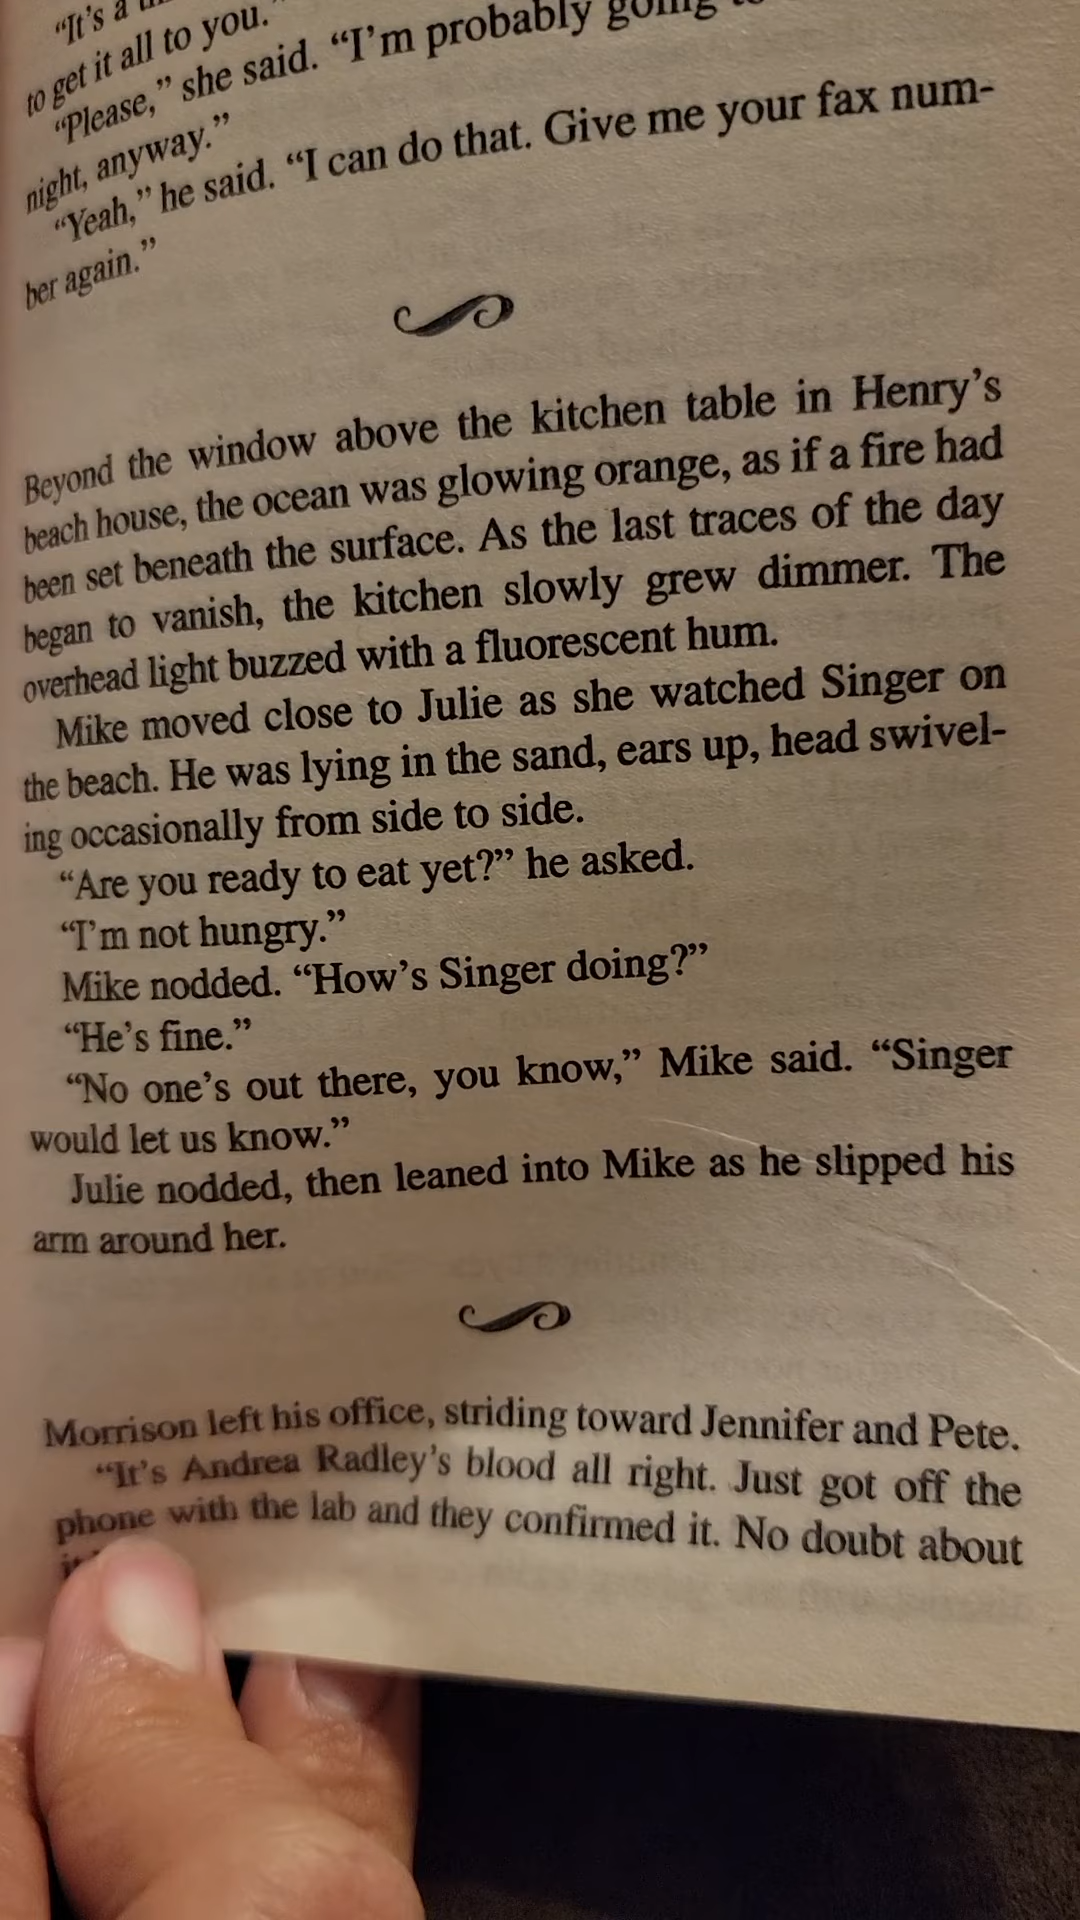 “It’s a
to get it all to you.”
“Please,” she said. “I’m probably going
night, anyway.”
“Yeah,” he said. “I can do that. Give me your fax num-
ber again.”
Beyond the window above the kitchen table in Henry’s
beach house, the ocean was glowing orange, as if a fire had
been set beneath the surface. As the last traces of the day
began to vanish, the kitchen slowly grew dimmer. The
overhead light buzzed with a fluorescent hum.
Mike moved close to Julie as she watched Singer on
the beach. He was lying in the sand, ears up, head swivel-
ing occasionally from side to side.
“Are you ready to eat yet?” he asked.
“I’m not hungry.”
Mike nodded. “How’s Singer doing?”
“He’s fine.”
“No one’s out there, you know,” Mike said. “Singer
would let us know.”
Julie nodded, then leaned into Mike as he slipped his
arm around her.
Morrison left his office, striding toward Jennifer and Pete.
“It’s Andrea Radley’s blood all right. Just got off the
phone with the lab and they confirmed it. No doubt about